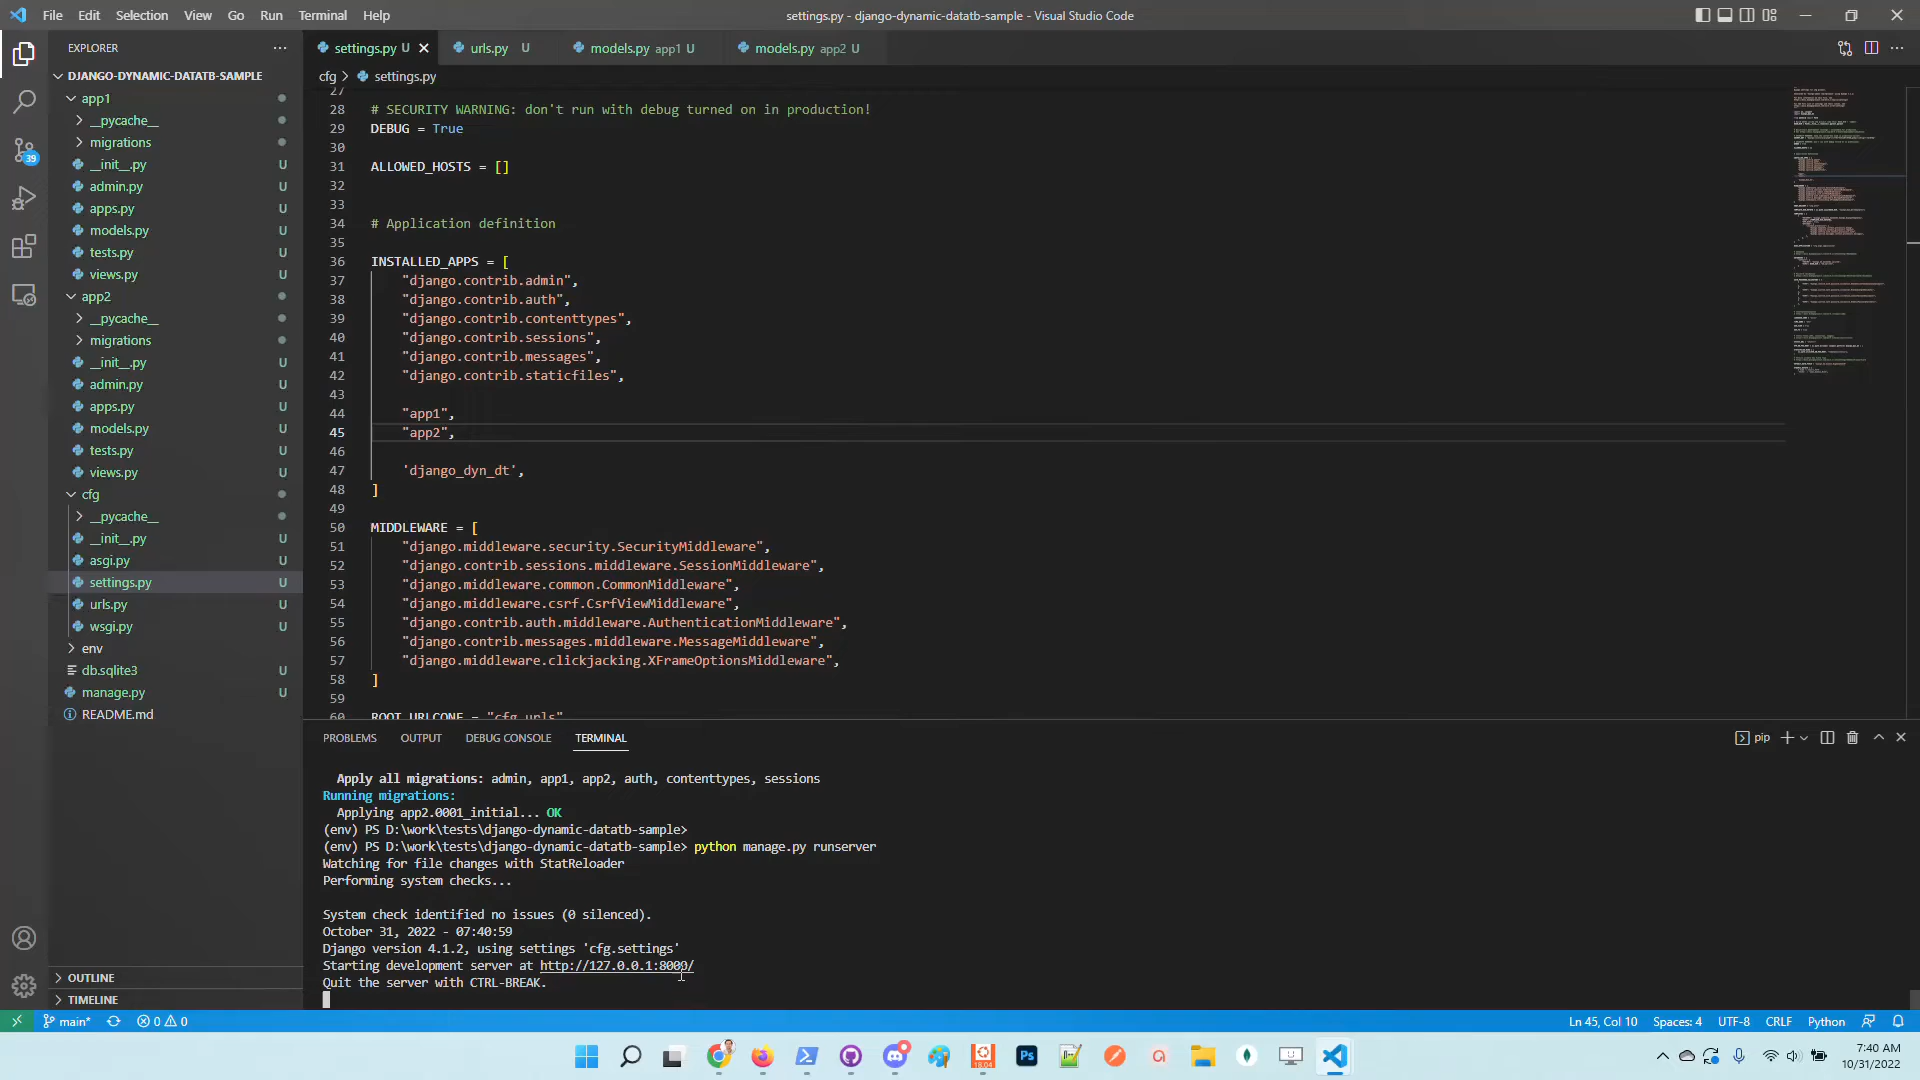 File Edit Selection View Go Run Terminal Help
settings.py - django-dynamic-datatb-sample - Visual Studio Code
EXPLORER
DJANGO-DYNAMIC-DATATB-SAMPLE
app1
__pycache__
migrations
__init__.py U
admin.py U
apps.py U
models.py U
tests.py U
views.py U
app2
__pycache__
migrations
__init__.py U
admin.py U
apps.py U
models.py U
tests.py U
views.py U
cfg
__pycache__
__init__.py U
asgi.py U
settings.py U
urls.py U
wsgi.py U
env
db.sqlite3 U
manage.py U
README.md
OUTLINE
TIMELINE
39
settings.py U
urls.py U
models.py app1 U
models.py app2 U
cfg > settings.py
27
28 # SECURITY WARNING: don't run with debug turned on in production!
29 DEBUG = True
30
31 ALLOWED_HOSTS = []
32
33
34 # Application definition
35
36 INSTALLED_APPS = [
37 "django.contrib.admin",
38 "django.contrib.auth",
39 "django.contrib.contenttypes",
40 "django.contrib.sessions",
41 "django.contrib.messages",
42 "django.contrib.staticfiles",
43
44 "app1",
45 "app2",
46
47 'django_dyn_dt',
48 ]
49
50 MIDDLEWARE = [
51 "django.middleware.security.SecurityMiddleware",
52 "django.contrib.sessions.middleware.SessionMiddleware",
53 "django.middleware.common.CommonMiddleware",
54 "django.middleware.csrf.CsrfViewMiddleware",
55 "django.contrib.auth.middleware.AuthenticationMiddleware",
56 "django.contrib.messages.middleware.MessageMiddleware",
57 "django.middleware.clickjacking.XFrameOptionsMiddleware",
58 ]
59
60 ROOT_URLCONF = "cfg.urls"
PROBLEMS OUTPUT DEBUG CONSOLE TERMINAL
pip
Apply all migrations: admin, app1, app2, auth, contenttypes, sessions
Running migrations:
Applying app2.0001_initial... OK
(env) PS D:\work\tests\django-dynamic-datatb-sample>
(env) PS D:\work\tests\django-dynamic-datatb-sample> python manage.py runserver
Watching for file changes with StatReloader
Performing system checks...
System check identified no issues (0 silenced).
October 31, 2022 - 07:40:59
Django version 4.1.2, using settings 'cfg.settings'
Starting development server at http://127.0.0.1:8000/
Quit the server with CTRL-BREAK.
main* 0 0
Ln 45, Col 10 Spaces: 4 UTF-8 CRLF Python
Ps
18.04
7:40 AM
10/31/2022